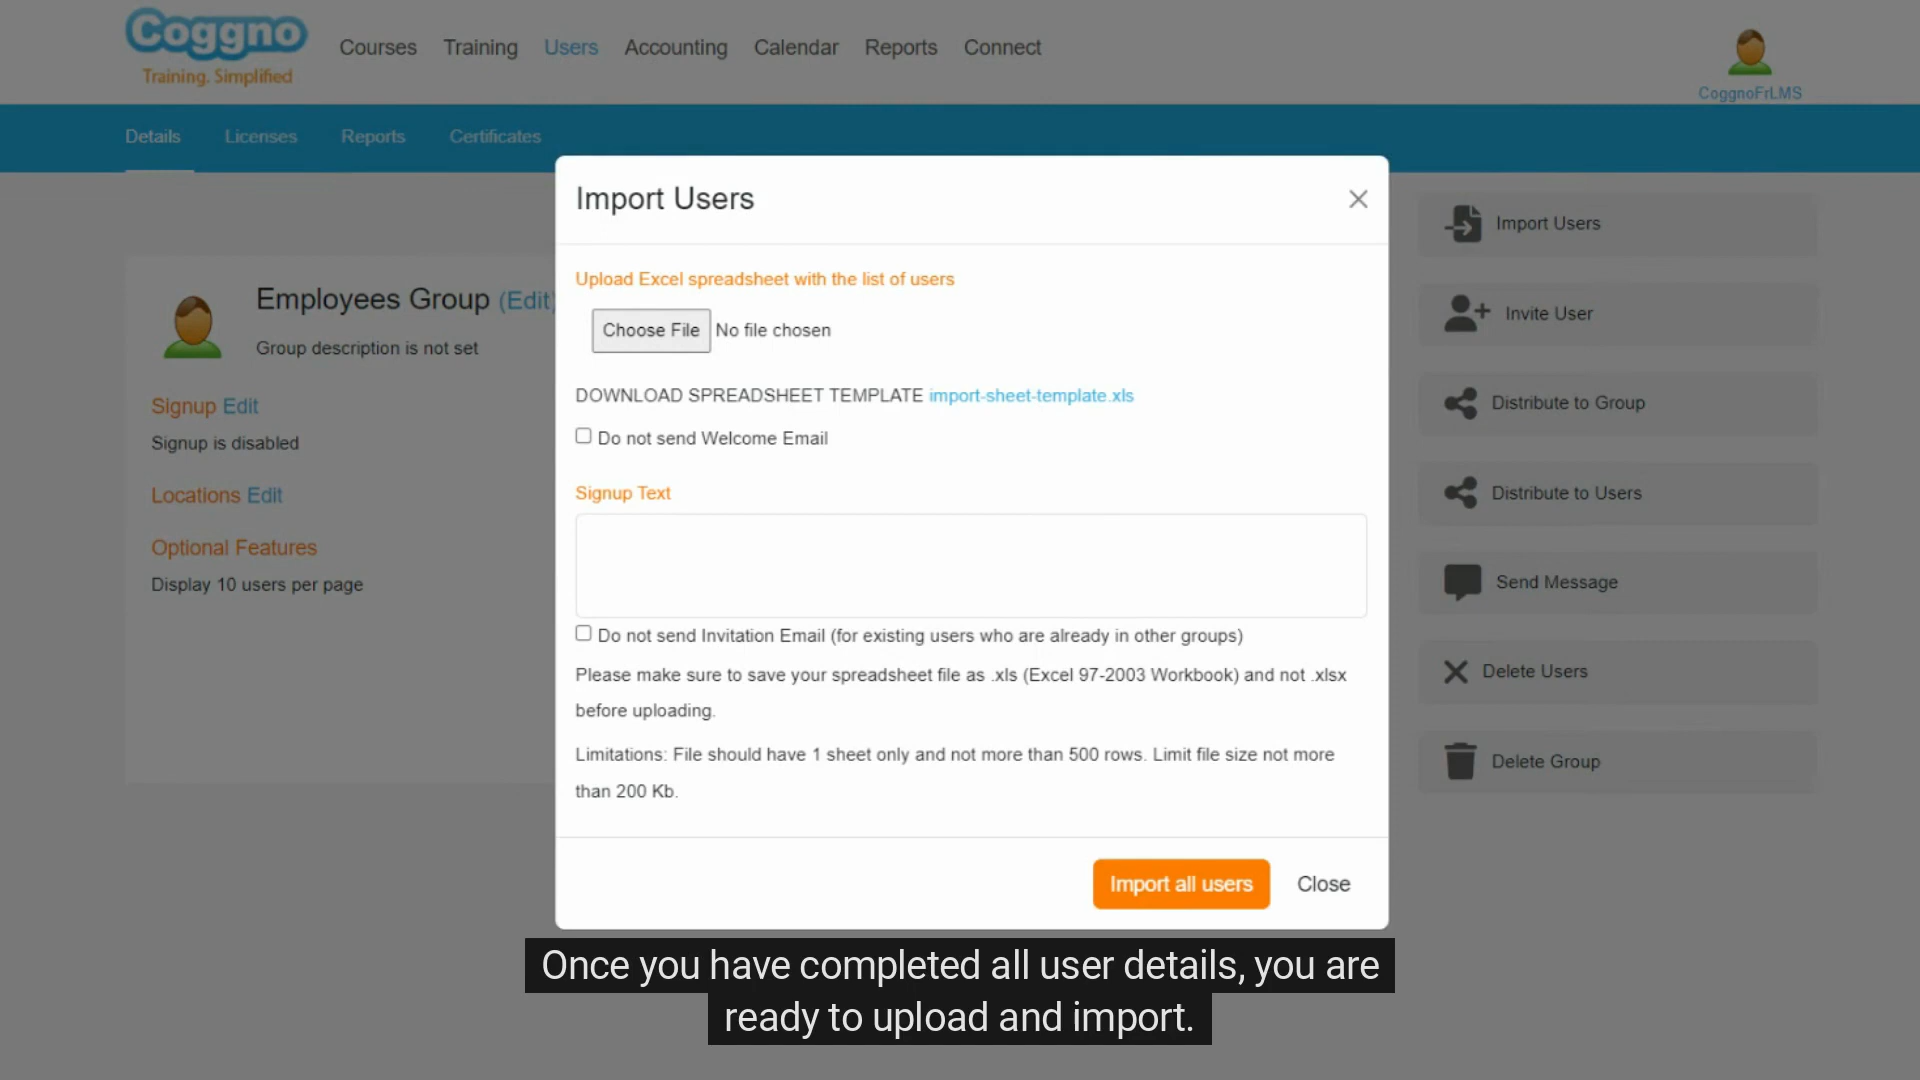 Coggno
Training. Simplified
Courses Training Users Accounting Calendar Reports Connect
CoggnoFrLMS
Details Licenses Reports Certificates
Employees Group (Edit)
Group description is not set
Signup Edit
Signup is disabled
Locations Edit
Optional Features
Display 10 users per page
Import Users
Upload Excel spreadsheet with the list of users
Choose File No file chosen
DOWNLOAD SPREADSHEET TEMPLATE import-sheet-template.xls
Do not send Welcome Email
Signup Text
Do not send Invitation Email (for existing users who are already in other groups)
Please make sure to save your spreadsheet file as .xls (Excel 97-2003 Workbook) and not .xlsx
before uploading.
Limitations: File should have 1 sheet only and not more than 500 rows. Limit file size not more
than 200 Kb.
Import all users Close
Import Users
Invite User
Distribute to Group
Distribute to Users
Send Message
Delete Users
Delete Group
Once you have completed all user details, you are
ready to upload and import.